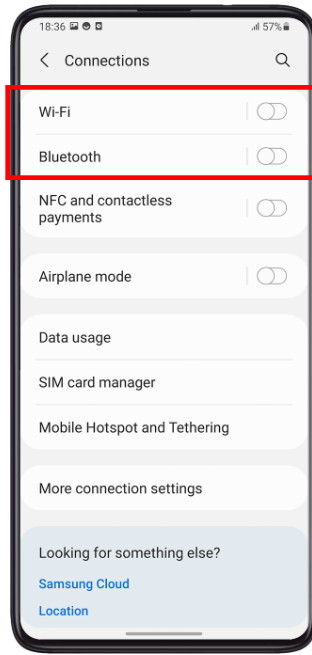 18:36 57%
Connections
Wi-Fi
Bluetooth
NFC and contactless
payments
Airplane mode
Data usage
SIM card manager
Mobile Hotspot and Tethering
More connection settings
Looking for something else?
Samsung Cloud
Location